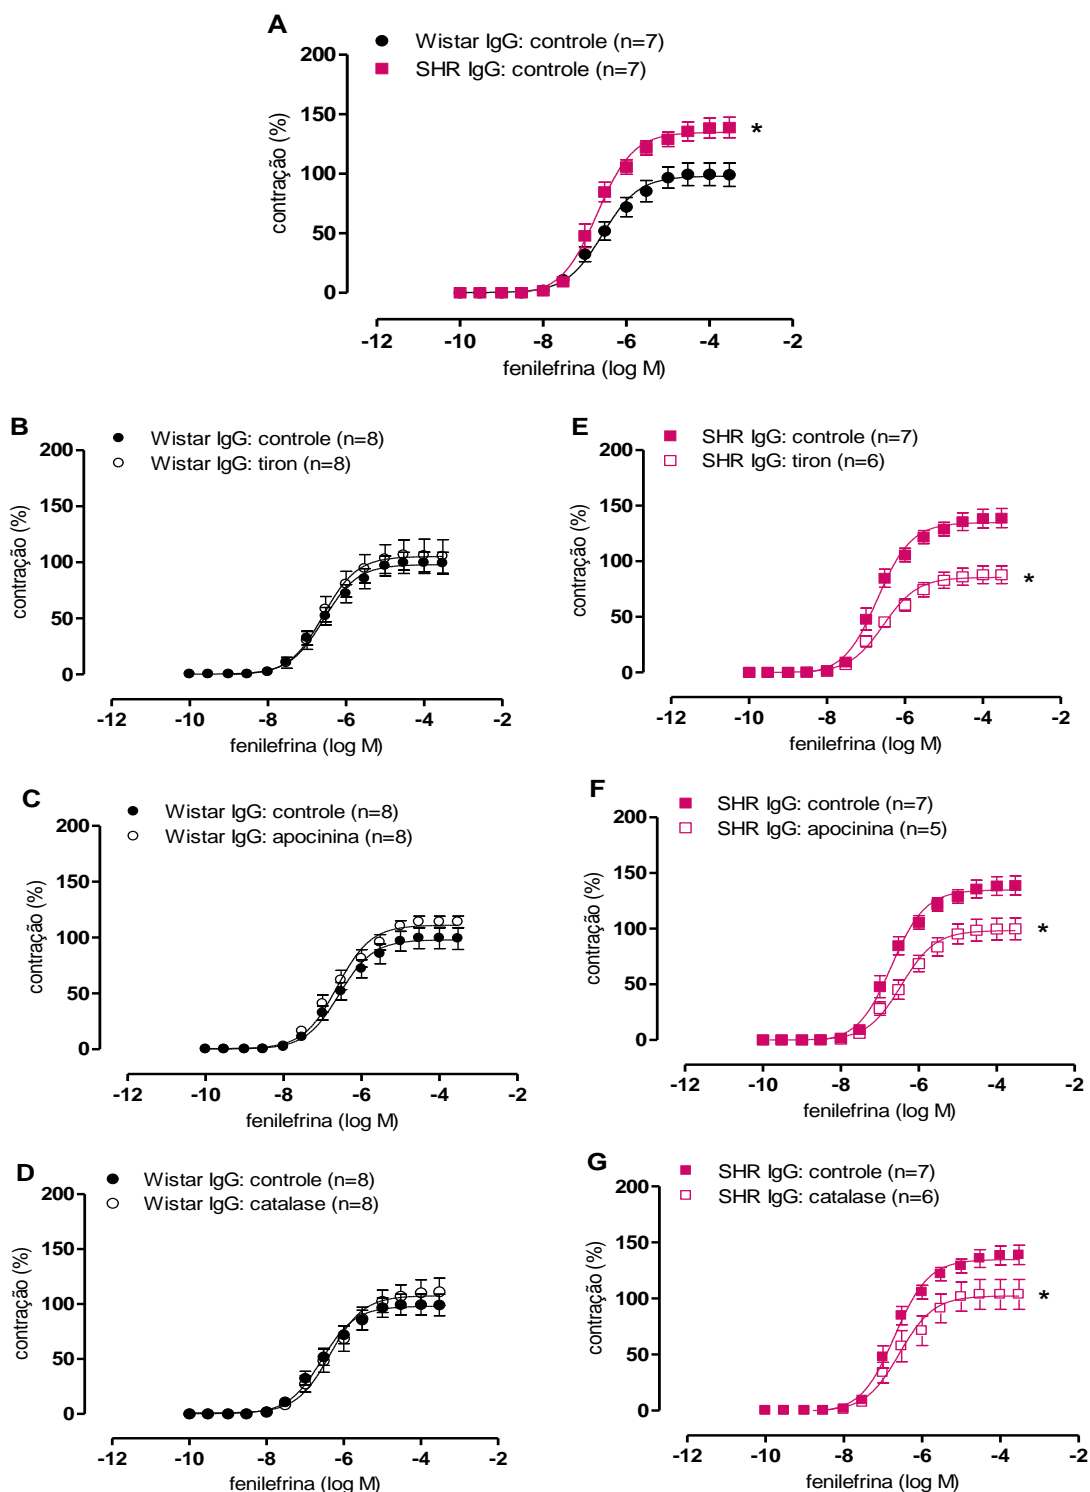 A
Wistar IgG: controle (n=7)
SHR IgG: controle (n=7)
200
150
100
50
0
contração (%)
-12 -10 -8 -6 -4 -2
fenilefrina (log M)
*
B
Wistar IgG: controle (n=8)
Wistar IgG: tiron (n=8)
200
150
100
50
0
contração (%)
-12 -10 -8 -6 -4 -2
fenilefrina (log M)
E
SHR IgG: controle (n=7)
SHR IgG: tiron (n=6)
200
150
100
50
0
contração (%)
-12 -10 -8 -6 -4 -2
fenilefrina (log M)
*
C
Wistar IgG: controle (n=8)
Wistar IgG: apocinina (n=8)
200
150
100
50
0
contração (%)
-12 -10 -8 -6 -4 -2
fenilefrina (log M)
F
SHR IgG: controle (n=7)
SHR IgG: apocinina (n=5)
200
150
100
50
0
contração (%)
-12 -10 -8 -6 -4 -2
fenilefrina (log M)
*
D
Wistar IgG: controle (n=8)
Wistar IgG: catalase (n=8)
200
150
100
50
0
contração (%)
-12 -10 -8 -6 -4 -2
fenilefrina (log M)
G
SHR IgG: controle (n=7)
SHR IgG: catalase (n=6)
200
150
100
50
0
contração (%)
-12 -10 -8 -6 -4 -2
fenilefrina (log M)
*